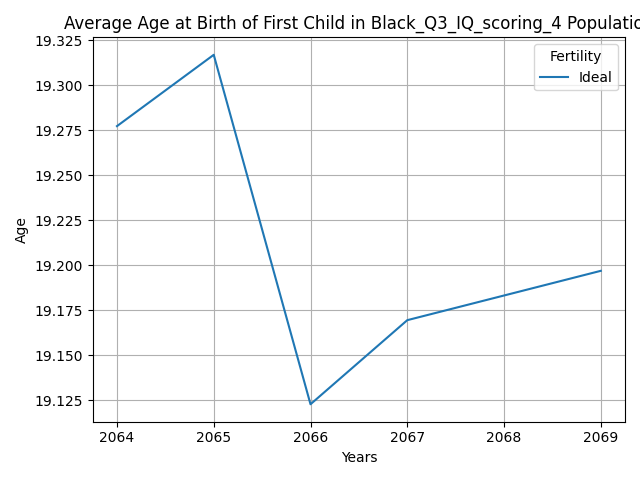 Average Age at Birth of First Child in Black_Q3_IQ_scoring_4 Populatio
19.325
19.300
19.275
19.250
19.225
19.200
19.175
19.150
19.125
Age
Fertility
Ideal
2064 2065 2066 2067 2068 2069
Years